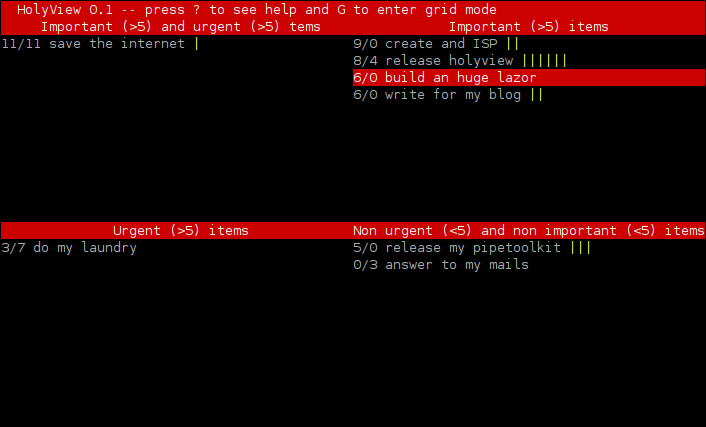 HolyView 0.1 -- press ? to see help and G to enter grid mode
Important (>5) and urgent (>5) tems
Important (>5) items
11/11 save the internet |
9/0 create and ISP ||
8/4 release holyview ||||||
6/0 build an huge lazor
6/0 write for my blog ||
Urgent (>5) items
Non urgent (<5) and non important (<5) items
3/7 do my laundry
5/0 release my pipetoolkit |||
0/3 answer to my mails